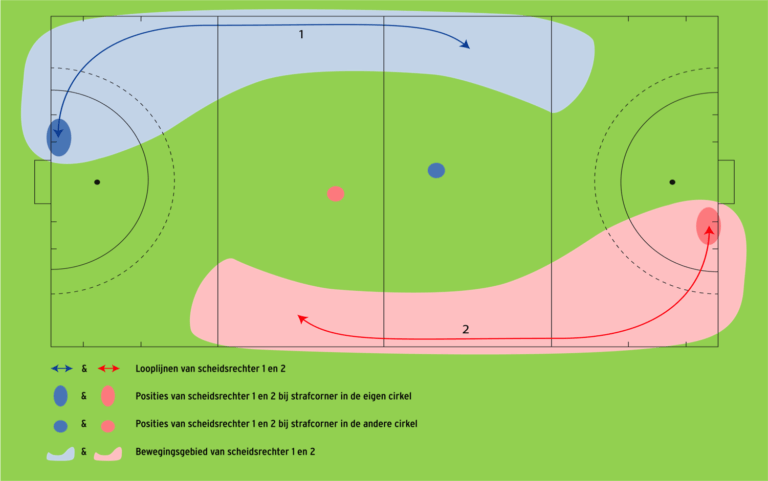 1
2
& Looplijnen van scheidsrechter 1 en 2
& Posities van scheidsrechter 1 en 2 bij strafcorner in de eigen cirkel
& Posities van scheidsrechter 1 en 2 bij strafcorner in de andere cirkel
& Bewegingsgebied van scheidsrechter 1 en 2